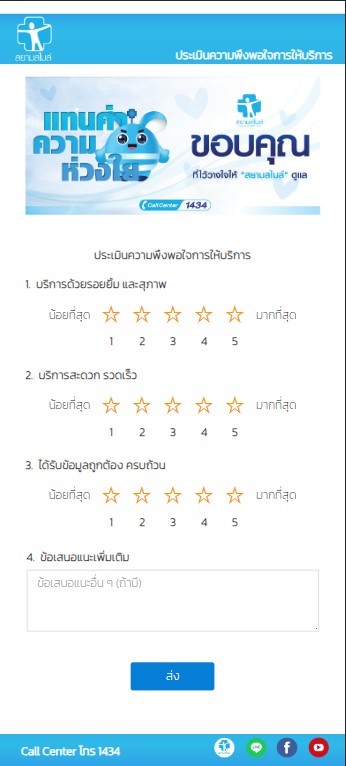 สยามสไมล์
ประเมินความพึงพอใจการให้บริการ
แทนคำ
ความ
ห่วงใย
สยามสไมล์
ขอบคุณ
ที่ไว้วางใจให้ "สยามสไมล์" ดูแล
Call Center 1434
ประเมินความพึงพอใจการให้บริการ
1. บริการด้วยรอยยิ้ม และสุภาพ
น้อยที่สุด มากที่สุด
1 2 3 4 5
2. บริการสะดวก รวดเร็ว
น้อยที่สุด มากที่สุด
1 2 3 4 5
3. ได้รับข้อมูลถูกต้อง ครบถ้วน
น้อยที่สุด มากที่สุด
1 2 3 4 5
4. ข้อเสนอแนะเพิ่มเติม
ข้อเสนอแนะอื่น ๆ (ถ้ามี)
ส่ง
Call Center โทร 1434